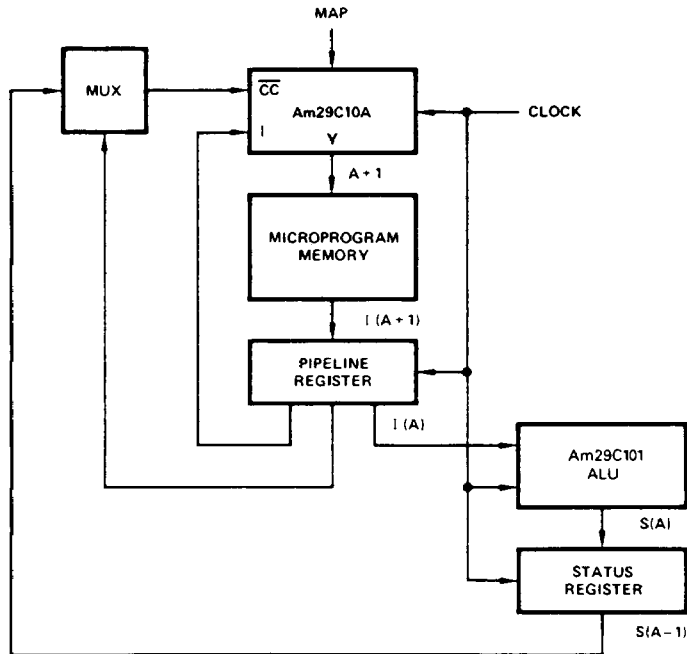 MAP
MUX
CC
Am29C10A
I
Y
CLOCK
A + 1
MICROPROGRAM
MEMORY
I (A + 1)
PIPELINE
REGISTER
I (A)
Am29C101
ALU
S(A)
STATUS
REGISTER
S(A−1)